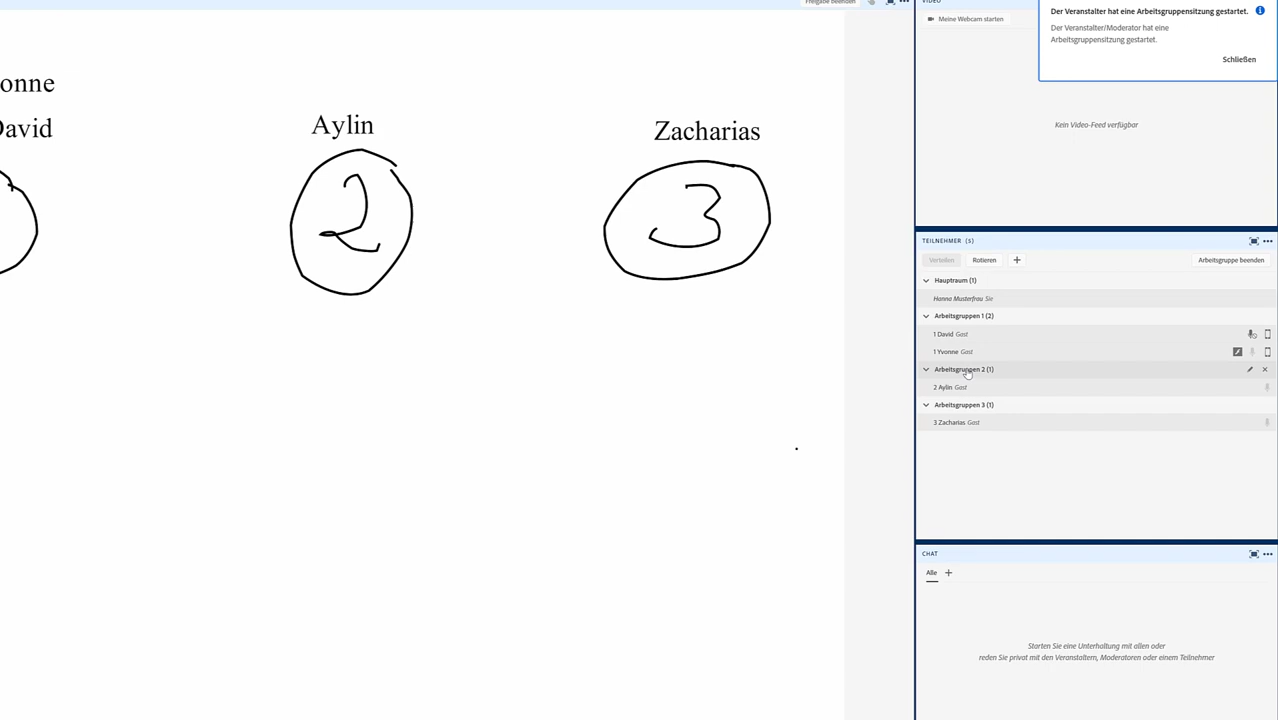 Freigabe beenden
VIDEO
Meine Webcam starten
Der Veranstalter hat eine Arbeitsgruppensitzung gestartet.
Der Veranstalter/Moderator hat eine
Arbeitsgruppensitzung gestartet.
Schließen
Kein Video-Feed verfügbar
onne
David
Aylin
Zacharias
2
3
TEILNEHMER (5)
Verteilen
Rotieren
Arbeitsgruppe beenden
Hauptraum (1)
Hanna Musterfrau Sie
Arbeitsgruppen 1 (2)
1 David Gast
1 Yvonne Gast
Arbeitsgruppen 2 (1)
2 Aylin Gast
Arbeitsgruppen 3 (1)
3 Zacharias Gast
CHAT
Alle
Starten Sie eine Unterhaltung mit allen oder
reden Sie privat mit den Veranstaltern, Moderatoren oder einem Teilnehmer